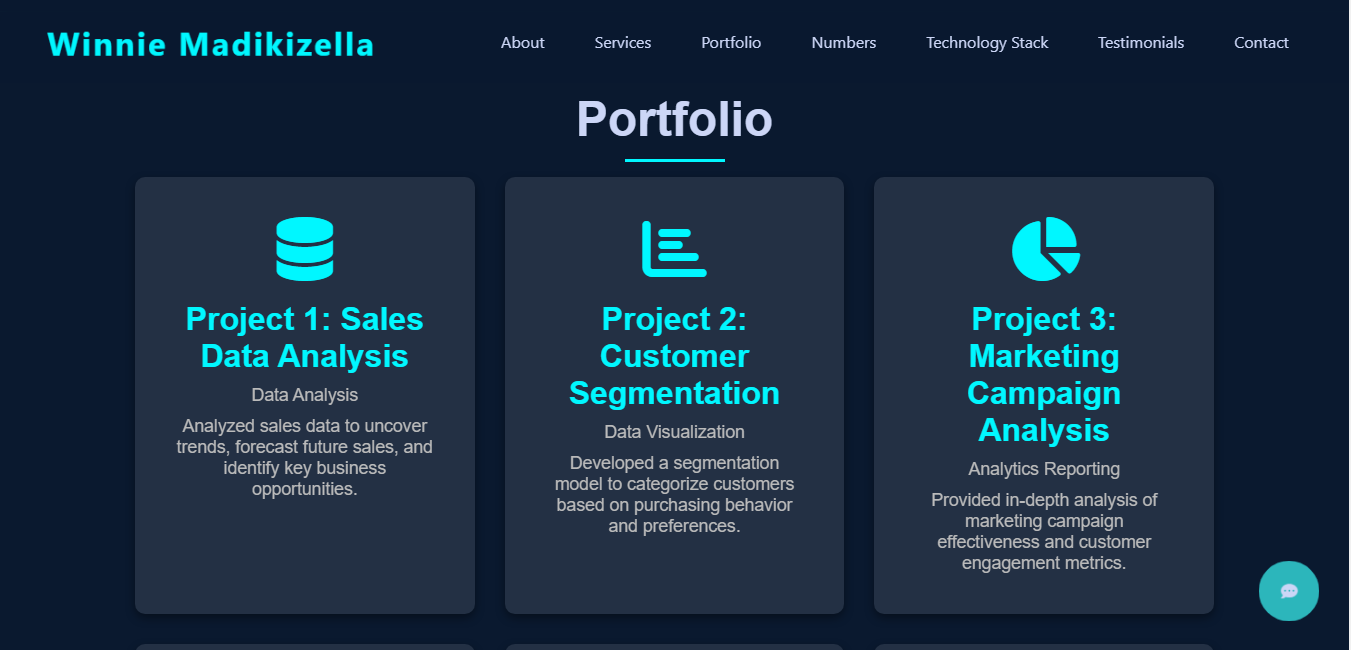 Winnie Madikizella
About
Services
Portfolio
Numbers
Technology Stack
Testimonials
Contact
Portfolio
Project 1: Sales
Data Analysis
Data Analysis
Analyzed sales data to uncover
trends, forecast future sales, and
identify key business
opportunities.
Project 2:
Customer
Segmentation
Data Visualization
Developed a segmentation
model to categorize customers
based on purchasing behavior
and preferences.
Project 3:
Marketing
Campaign
Analysis
Analytics Reporting
Provided in-depth analysis of
marketing campaign
effectiveness and customer
engagement metrics.